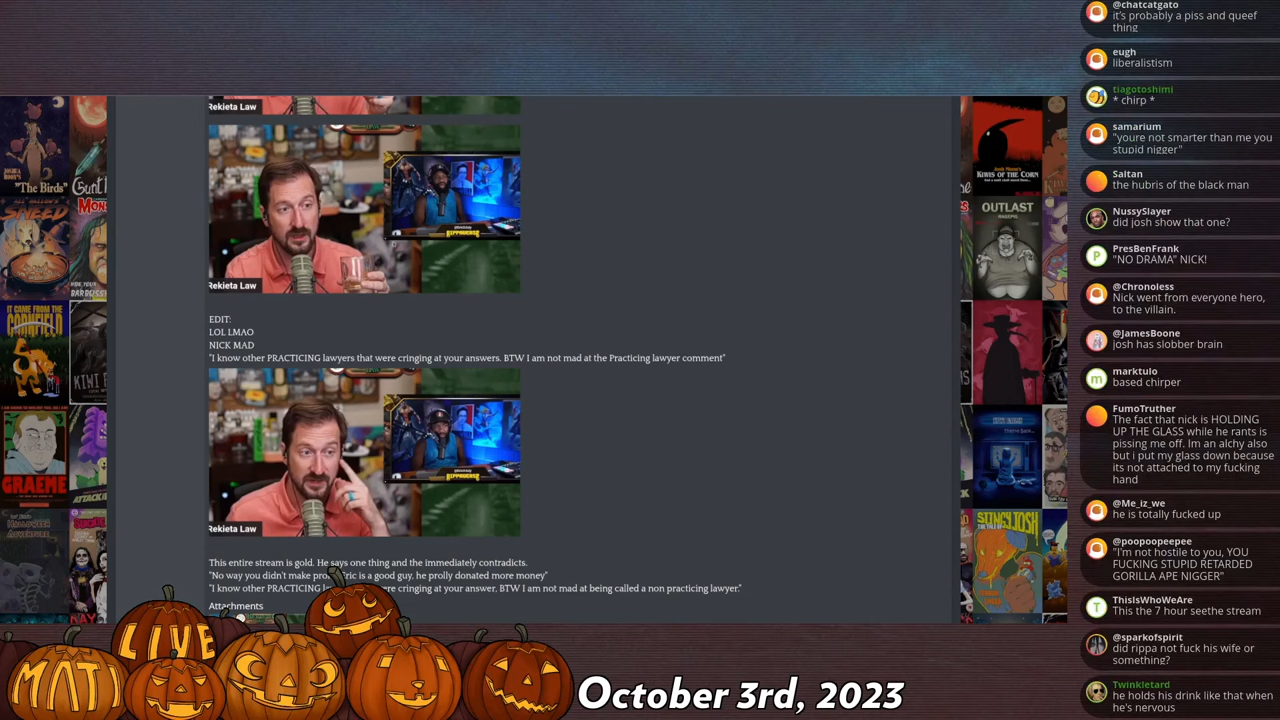 Rekieta Law
Rekieta Law
EDIT:
LOL LMAO
NICK MAD
"I know other PRACTICING lawyers that were cringing at your answers. BTW I am not mad at the Practicing lawyer comment"
Rekieta Law
This entire stream is gold. He says one thing and the immediately contradicts.
"No way you didn't make pro Eric is a good guy, he prolly donated more money"
"I know other PRACTICING la ere cringing at your answer. BTW I am not mad at being called a non practicing lawyer."
Attachments
"The Birds"
SNEED
IT CAME FROM THE
CORNFIELD
GRAEME
KIWIS OF THE CORN
OUTLAST
STINGY JOSH
RIPPAVERSE
RIPPAVERSE
LIVE
MATI
October 3rd, 2023
@chatcatgato
it's probably a piss and queef
thing
eugh
liberalistism
tiagotoshimi
* chirp *
samarium
"youre not smarter than me you
stupid nigger"
Saltan
the hubris of the black man
NussySlayer
did josh know that one?
PresBenFrank
"NO DRAMA" NICK!
@Chronoless
Nick went from everyone hero,
to the villain.
@JamesBoone
josh has slobber brain
marktulo
based chirper
FumoTruther
The fact that nick is HOLDING
UP THE GLASS while he rants is
pissing me off. Im an alchy also
but i put my glass down because
its not devoted to my fucking
hand
@Me_iz_we
he is totally fucked up
@poopoopeepee
"I'm not hostile to you, YOU
FUCKING STUPID RETARDED
GORILLA APE NIGGER"
ThisIsWhoWeAre
This the 7 hour seethe stream
@sparkofspirit
did rippa not fuck his wife or
something?
Twinkletard
he holds his drink like that when
he's nervous